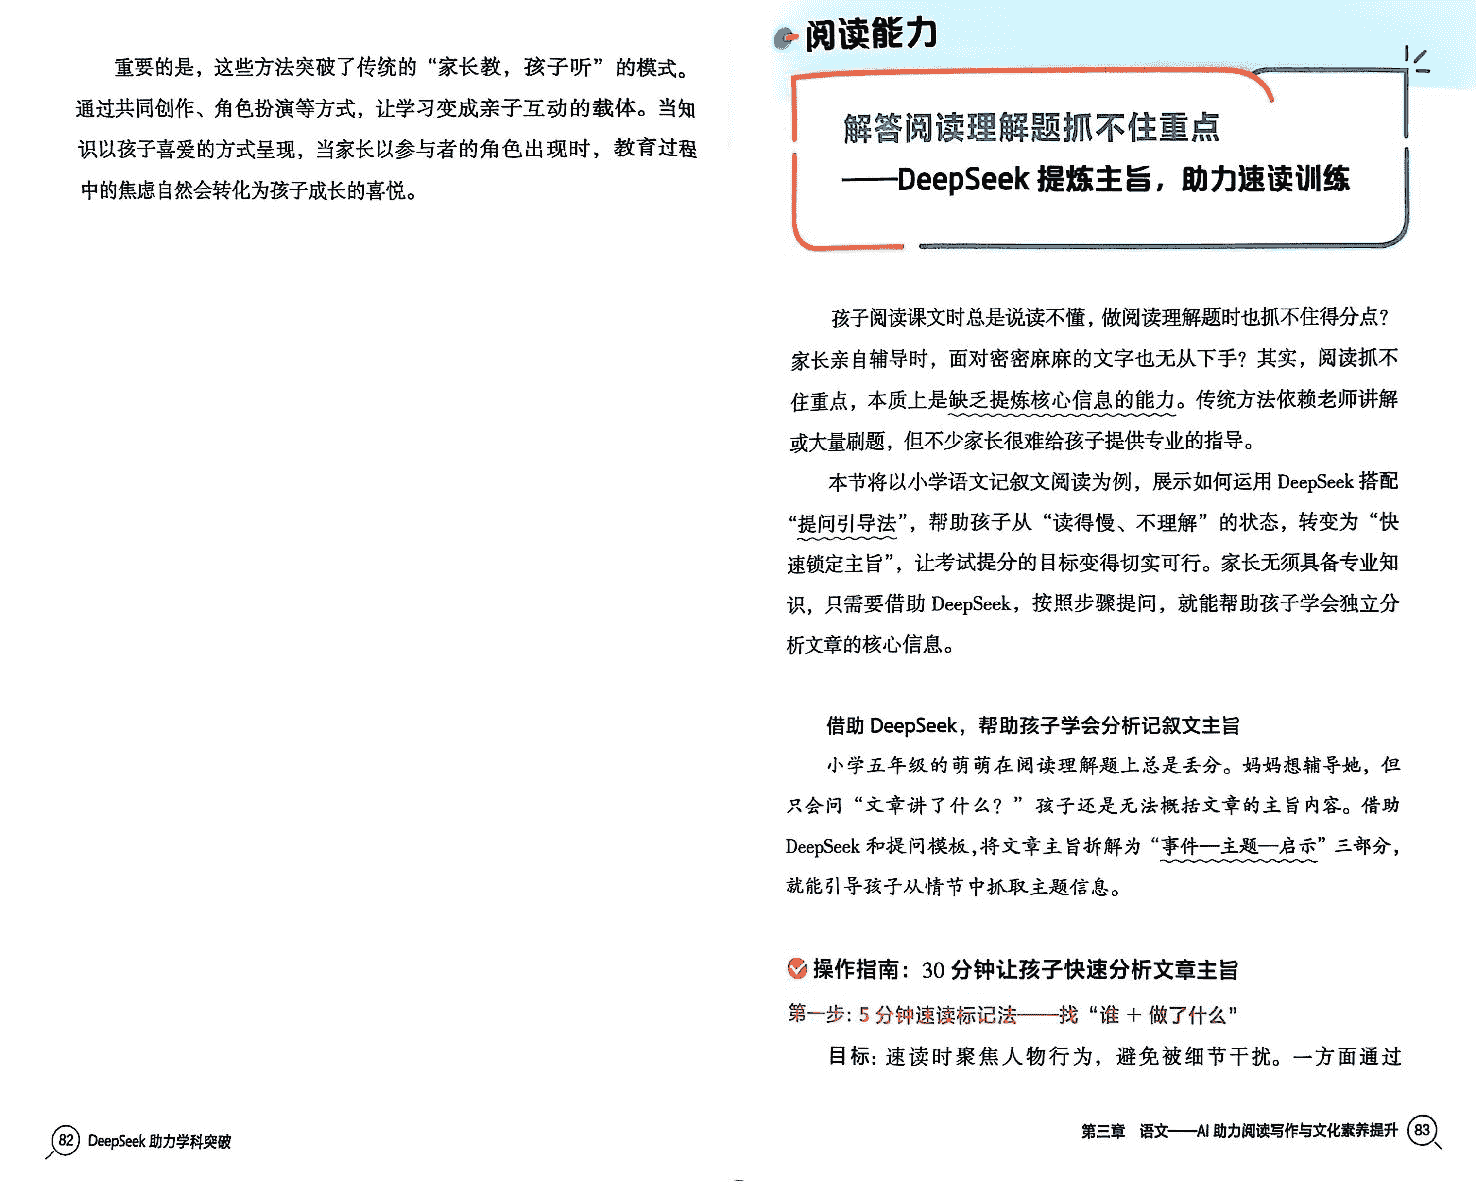 重要的是，这些方法突破了传统的“家长教，孩子听”的模式。
通过共同创作、角色扮演等方式，让学习变成亲子互动的载体。当知
识以孩子喜爱的方式呈现，当家长以参与者的角色出现时，教育过程
中的焦虑自然会转化为孩子成长的喜悦。
82 DeepSeek 助力学科突破
阅读能力
解答阅读理解题抓不住重点
——DeepSeek 提炼主旨，助力速读训练
孩子阅读课文时总是说读不懂，做阅读理解题时也抓不住得分点？
家长亲自辅导时，面对密密麻麻的文字也无从下手？其实，阅读抓不
住重点，本质上是缺乏提炼核心信息的能力。传统方法依赖老师讲解
或大量刷题，但不少家长很难给孩子提供专业的指导。
本节将以小学语文记叙文阅读为例，展示如何运用 DeepSeek 搭配
“提问引导法”，帮助孩子从“读得慢、不理解”的状态，转变为“快
速锁定主旨”，让考试提分的目标变得切实可行。家长无须具备专业知
识，只需要借助 DeepSeek，按照步骤提问，就能帮助孩子学会独立分
析文章的核心信息。
借助 DeepSeek，帮助孩子学会分析记叙文主旨
小学五年级的萌萌在阅读理解题上总是丢分。妈妈想辅导她，但
只会问“文章讲了什么？”孩子还是无法概括文章的主旨内容。借助
DeepSeek 和提问模板，将文章主旨拆解为“事件—主题—启示”三部分，
就能引导孩子从情节中抓取主题信息。
操作指南：30 分钟让孩子快速分析文章主旨
第一步：5 分钟速读标记法——找“谁 + 做了什么”
目标：速读时聚焦人物行为，避免被细节干扰。一方面通过
第三章 语文——AI 助力阅读写作与文化素养提升 83